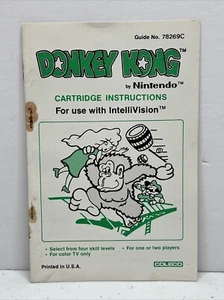 Guide No. 78269C
DONKEY KONG™
by Nintendo™
CARTRIDGE INSTRUCTIONS
For use with IntelliVision™
• Select from four skill levels
• For one or two players
• For color TV only
Printed in U.S.A.
COLECO